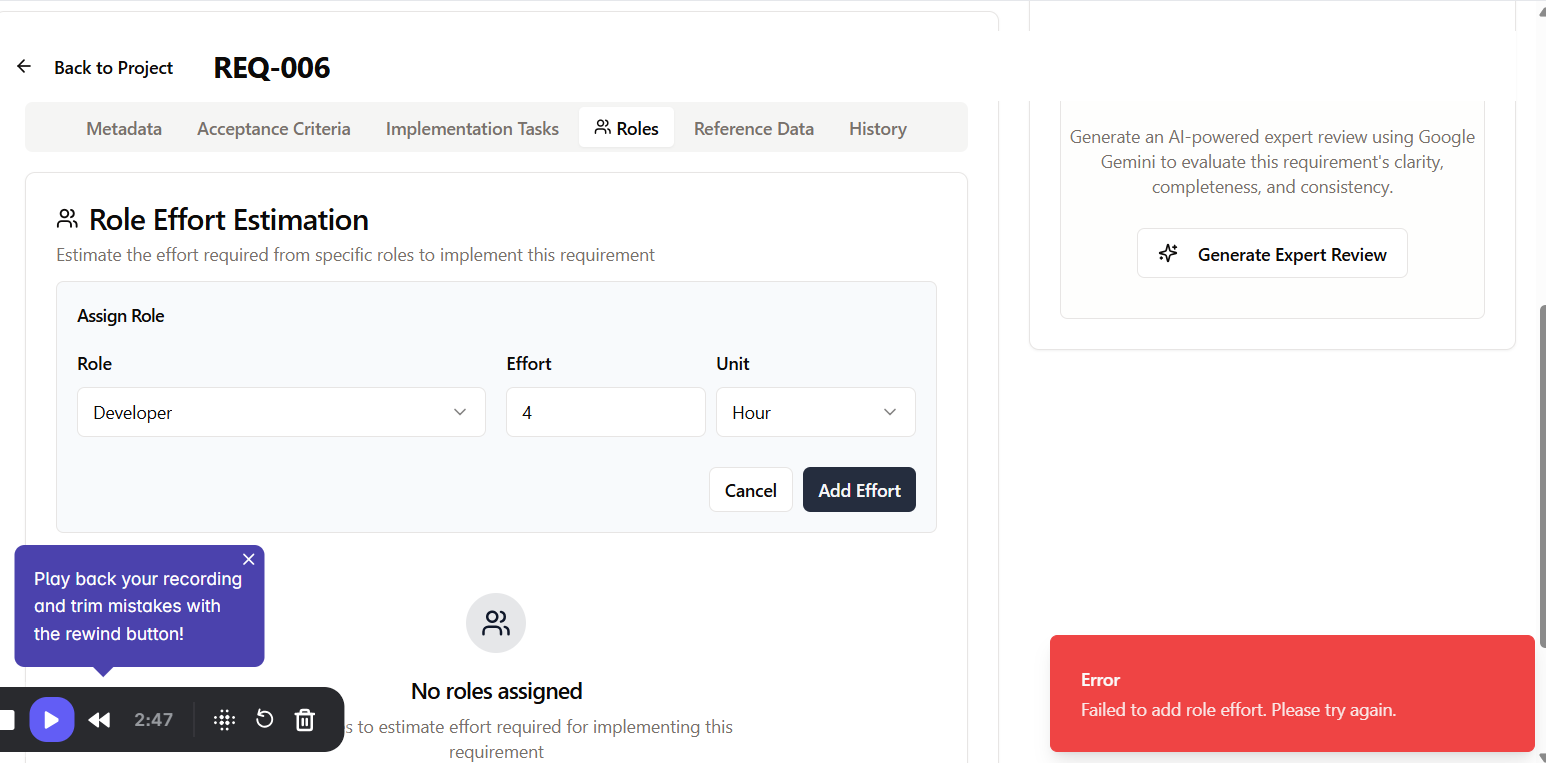 Back to Project
REQ-006
Metadata
Acceptance Criteria
Implementation Tasks
Roles
Reference Data
History
Role Effort Estimation
Estimate the effort required from specific roles to implement this requirement
Assign Role
Role
Effort
Unit
Developer
4
Hour
Cancel
Add Effort
No roles assigned
s to estimate effort required for implementing this
requirement
Generate an AI-powered expert review using Google
Gemini to evaluate this requirement's clarity,
completeness, and consistency.
Generate Expert Review
Play back your recording
and trim mistakes with
the rewind button!
2:47
Error
Failed to add role effort. Please try again.